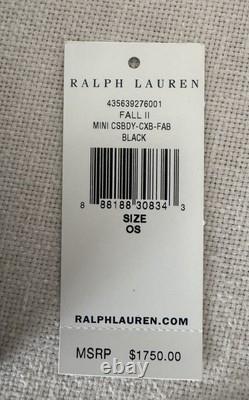 RALPH LAUREN
435639276001
FALL II
MINI CSBDY-CXB-FAB
BLACK
8 88188 30834 3
SIZE
OS
RALPHLAUREN.COM
MSRP $1750.00